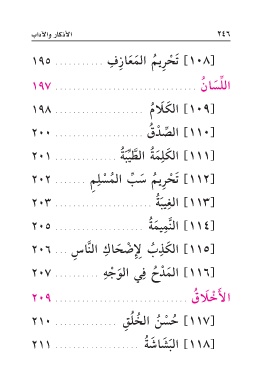 ٢٤٦ الأذكار والآداب
[١٠٨] تَحْرِيمُ المَعَازِفِ ............ ١٩٥
اللِّسَانُ ............................ ١٩٧
[١٠٩] الكَلَامُ ..................... ١٩٨
[١١٠] الصِّدْقُ .................... ٢٠٠
[١١١] الكَلِمَةُ الطَّيِّبَةُ ............. ٢٠١
[١١٢] تَحْرِيمُ سَبِّ المُسْلِمِ ........ ٢٠٢
[١١٣] الغِيبَةُ ..................... ٢٠٣
[١١٤] النَّمِيمَةُ ................... ٢٠٥
[١١٥] الكَذِبُ لِإِضْحَاكِ النَّاسِ ..... ٢٠٦
[١١٦] المَدْحُ فِي الوَجْهِ .......... ٢٠٧
الأَخْلَاقُ .......................... ٢٠٩
[١١٧] حُسْنُ الخُلُقِ .............. ٢١٠
[١١٨] البَشَاشَةُ .................. ٢١١